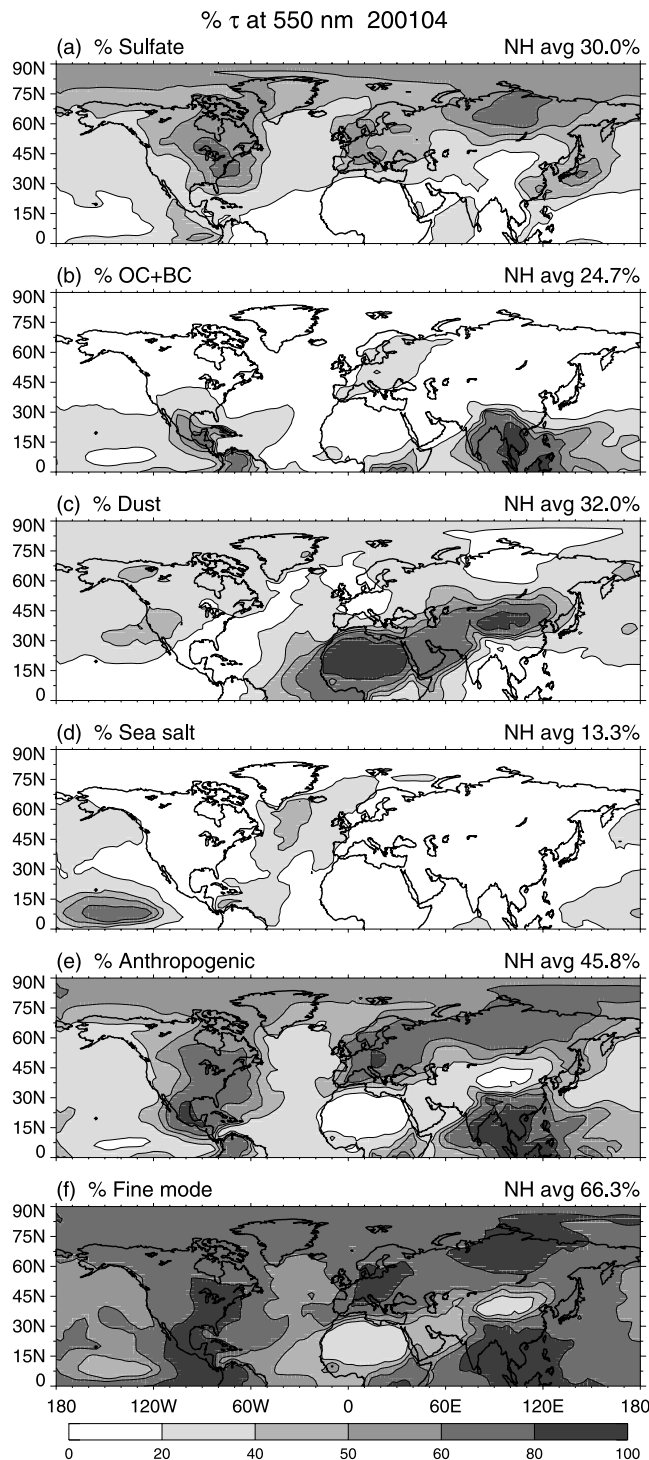 % τ at 550 nm 200104
(a) % Sulfate NH avg 30.0%
90N
75N
60N
45N
30N
15N
0
(b) % OC+BC NH avg 24.7%
90N
75N
60N
45N
30N
15N
0
(c) % Dust NH avg 32.0%
90N
75N
60N
45N
30N
15N
0
(d) % Sea salt NH avg 13.3%
90N
75N
60N
45N
30N
15N
0
(e) % Anthropogenic NH avg 45.8%
90N
75N
60N
45N
30N
15N
0
(f) % Fine mode NH avg 66.3%
90N
75N
60N
45N
30N
15N
0
180 120W 60W 0 60E 120E 180
0 20 40 50 60 80 100